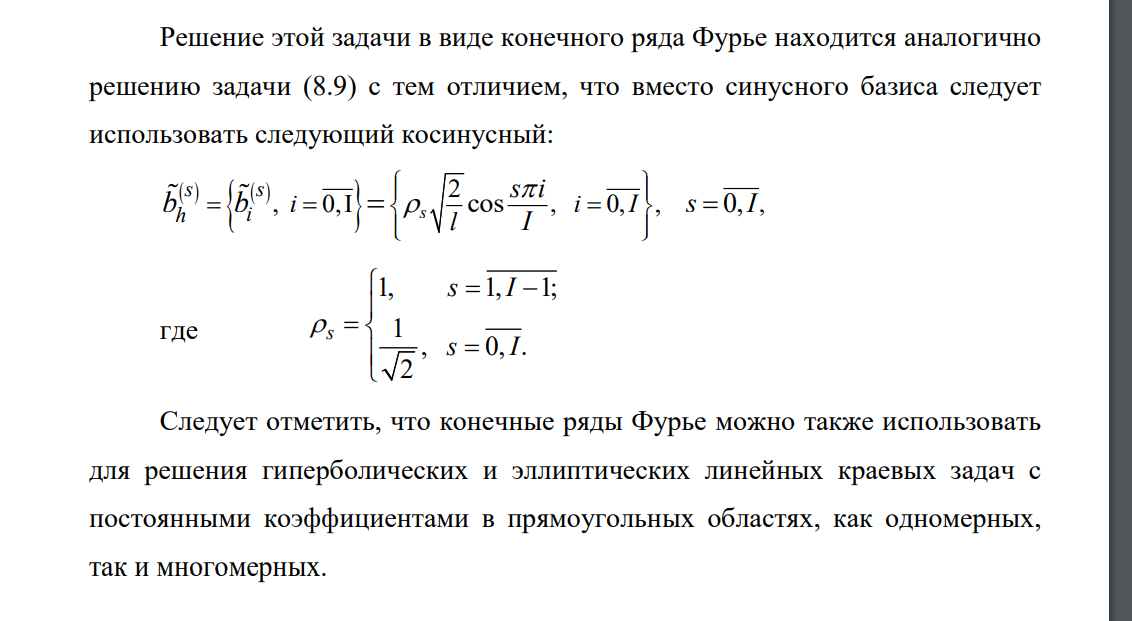 Решение этой задачи в виде конечного ряда Фурье находится аналогично
решению задачи (8.9) с тем отличием, что вместо синусного базиса следует
использовать следующий косинусный:
$\tilde{b}_h^{(s)} = \left\{ \tilde{b}_i^{(s)}, \ i = \overline{0, \mathrm{I}} \right\} = \left\{ \rho_s \sqrt{\frac{2}{l}} \cos \frac{s \pi i}{I}, \ i = \overline{0, I} \right\}, \quad s = \overline{0, I},$
где $\rho_s = \begin{cases} 1, & s = \overline{1, I-1;} \\ \frac{1}{\sqrt{2}}, & s = \overline{0, I}. \end{cases}$
Следует отметить, что конечные ряды Фурье можно также использовать
для решения гиперболических и эллиптических линейных краевых задач с
постоянными коэффициентами в прямоугольных областях, как одномерных,
так и многомерных.